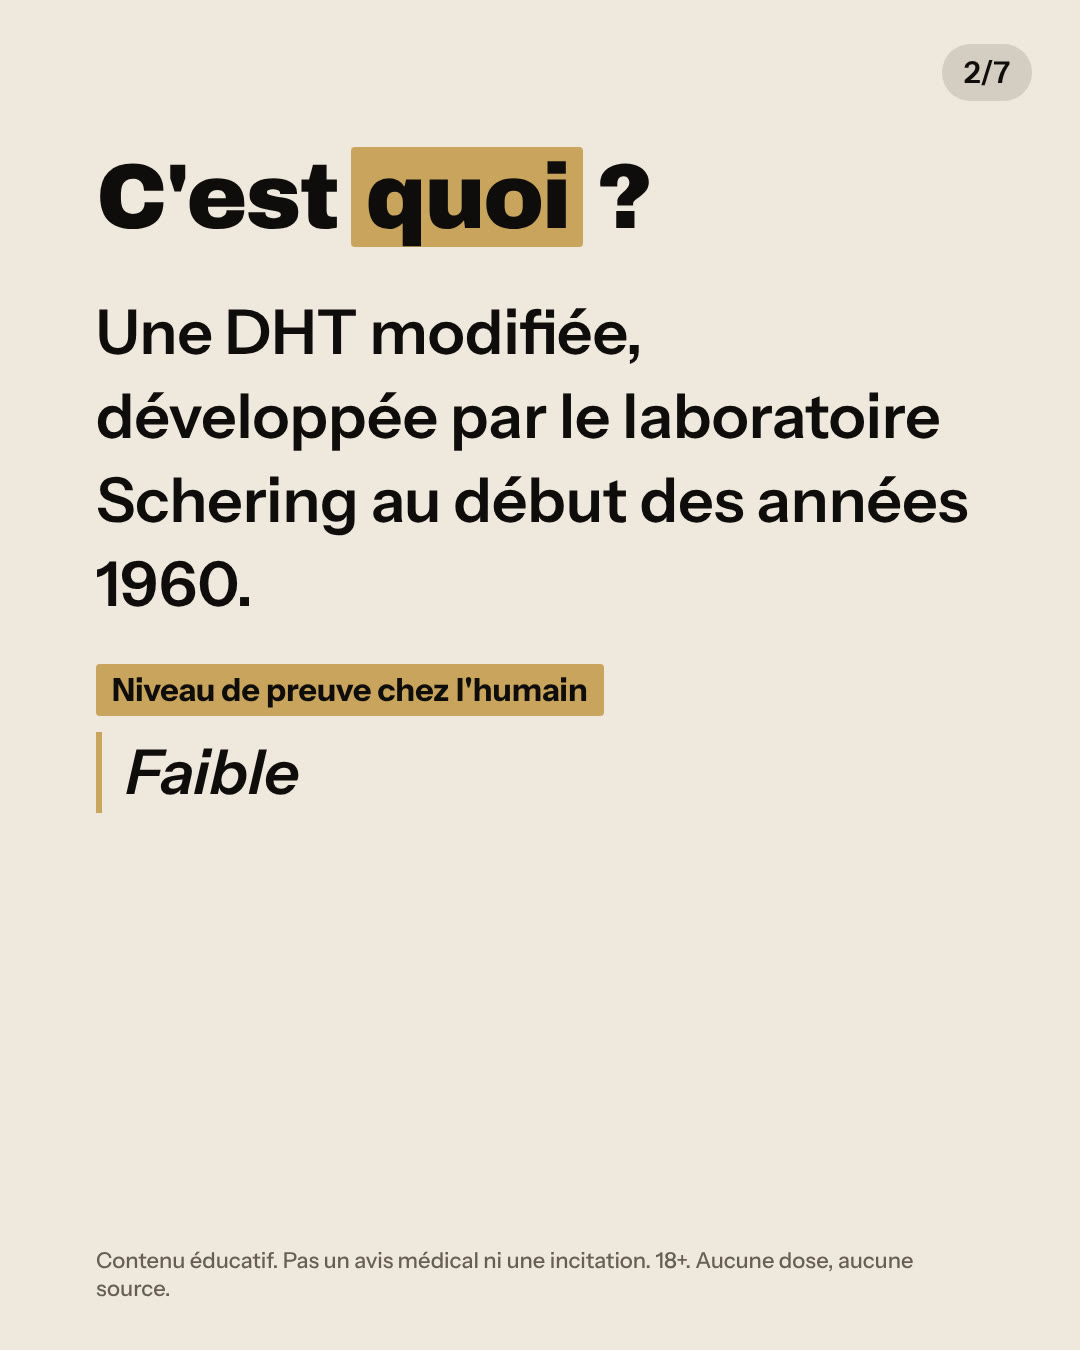 2/7
C'est quoi ?
Une DHT modifiée,
développée par le laboratoire
Schering au début des années
1960.
Niveau de preuve chez l'humain
Faible
Contenu éducatif. Pas un avis médical ni une incitation. 18+. Aucune dose, aucune
source.